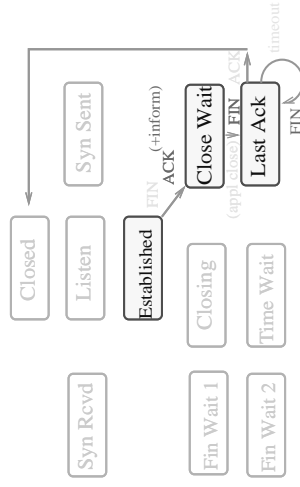 Closed
Syn Rcvd
Listen
Syn Sent
Established
FIN
ACK (+inform)
Fin Wait 1
Closing
Close Wait
(appl.close) FIN
ACK
Fin Wait 2
Time Wait
Last Ack
timeout
FIN